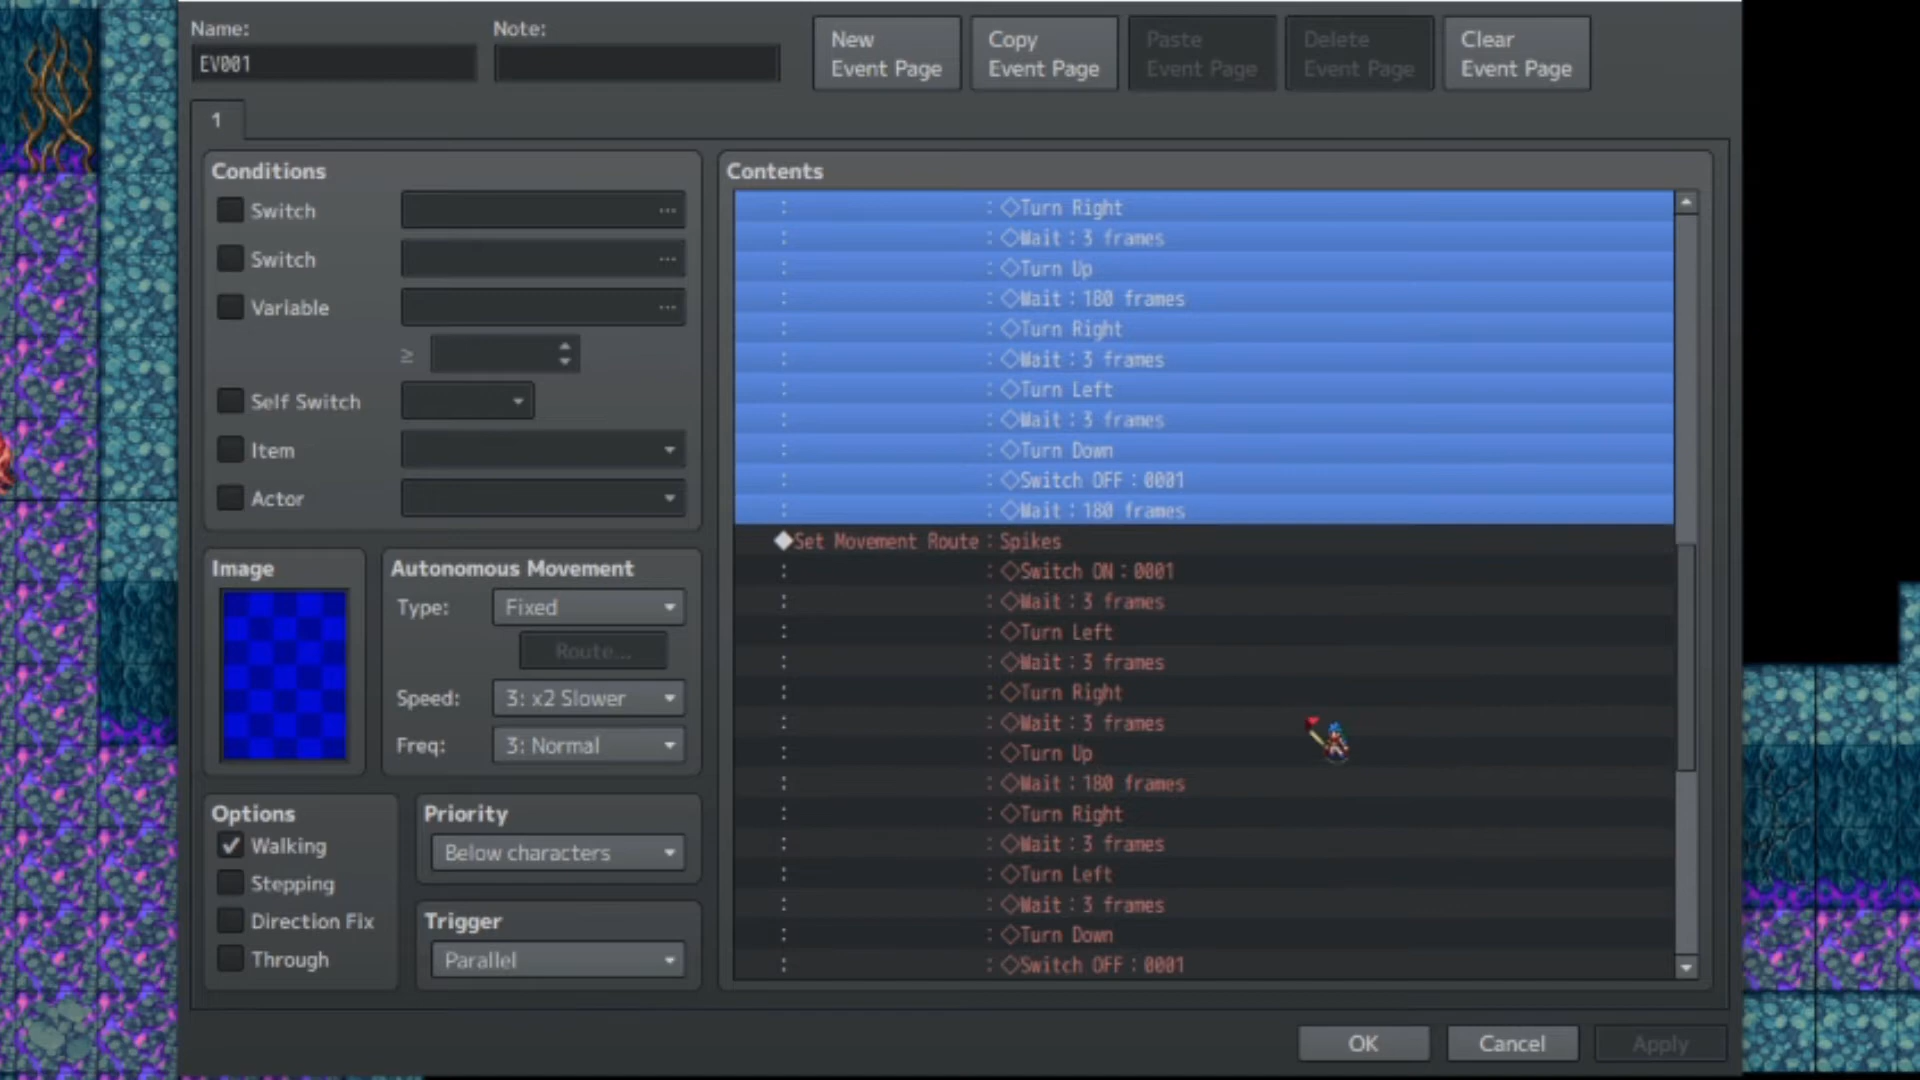 Name:
Note:
EV001
New
Event Page
Copy
Event Page
Paste
Event Page
Delete
Event Page
Clear
Event Page
1
Conditions
Switch
...
Switch
...
Variable
...
≥
Self Switch
Item
Actor
Image
Autonomous Movement
Type:
Fixed
Route...
Speed:
3: x2 Slower
Freq:
3: Normal
Options
Walking
Stepping
Direction Fix
Through
Priority
Below characters
Trigger
Parallel
Contents
: :◇Turn Right
: :◇Wait:3 frames
: :◇Turn Up
: :◇Wait:180 frames
: :◇Turn Right
: :◇Wait:3 frames
: :◇Turn Left
: :◇Wait:3 frames
: :◇Turn Down
: :◇Switch OFF:0001
: :◇Wait:180 frames
◆Set Movement Route:Spikes
: :◇Switch ON:0001
: :◇Wait:3 frames
: :◇Turn Left
: :◇Wait:3 frames
: :◇Turn Right
: :◇Wait:3 frames
: :◇Turn Up
: :◇Wait:180 frames
: :◇Turn Right
: :◇Wait:3 frames
: :◇Turn Left
: :◇Wait:3 frames
: :◇Turn Down
: :◇Switch OFF:0001
OK
Cancel
Apply